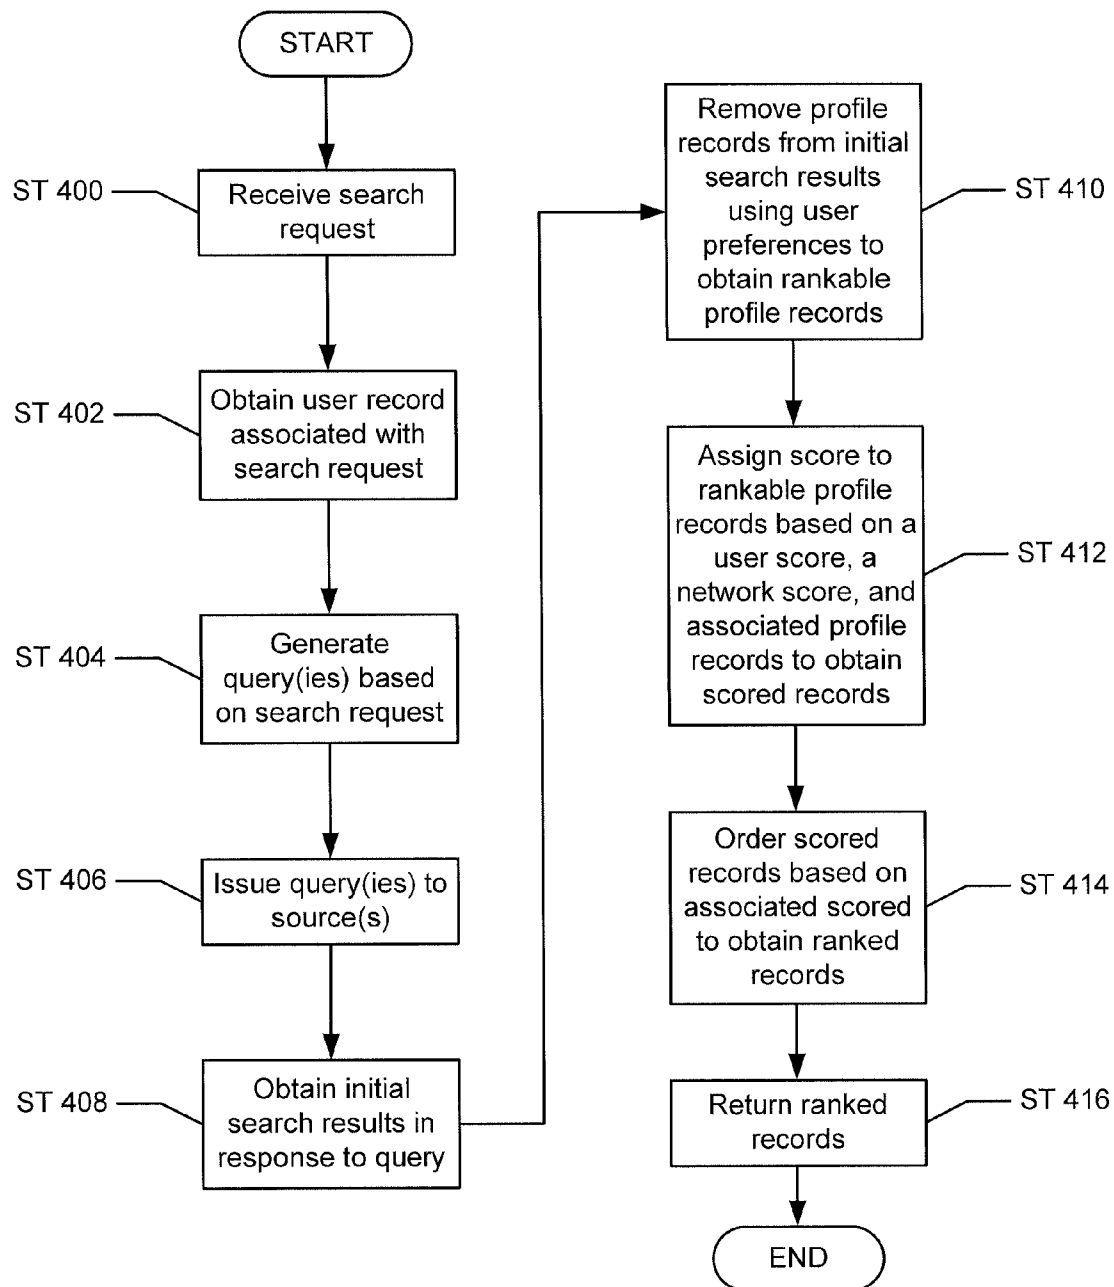 START
ST 400
Receive search
request
ST 402
Obtain user record
associated with
search request
ST 404
Generate
query(ies) based
on search request
ST 406
Issue query(ies) to
source(s)
ST 408
Obtain initial
search results in
response to query
Remove profile
records from initial
search results
using user
preferences to
obtain rankable
profile records
ST 410
Assign score to
rankable profile
records based on a
user score, a
network score, and
associated profile
records to obtain
scored records
ST 412
Order scored
records based on
associated scored
to obtain ranked
records
ST 414
Return ranked
records
ST 416
END